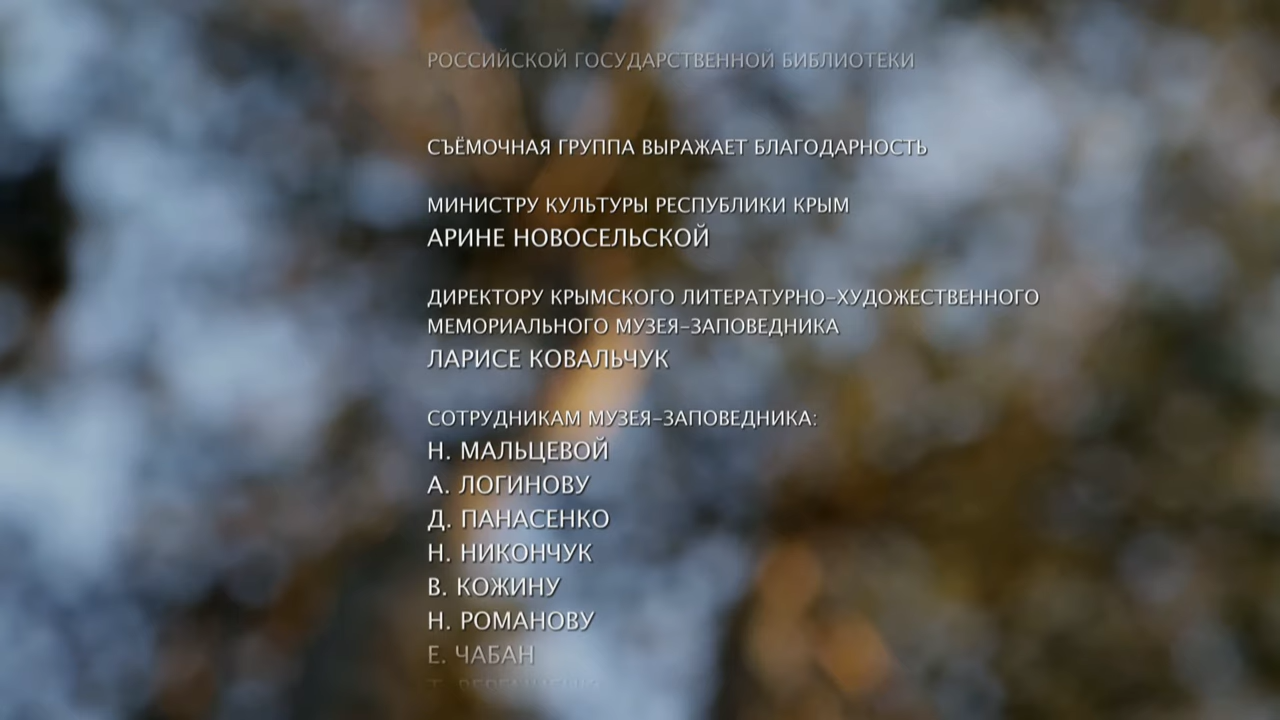 РОССИЙСКОЙ ГОСУДАРСТВЕННОЙ БИБЛИОТЕКИ
СЪЁМОЧНАЯ ГРУППА ВЫРАЖАЕТ БЛАГОДАРНОСТЬ
МИНИСТРУ КУЛЬТУРЫ РЕСПУБЛИКИ КРЫМ
АРИНЕ НОВОСЕЛЬСКОЙ
ДИРЕКТОРУ КРЫМСКОГО ЛИТЕРАТУРНО-ХУДОЖЕСТВЕННОГО
МЕМОРИАЛЬНОГО МУЗЕЯ-ЗАПОВЕДНИКА
ЛАРИСЕ КОВАЛЬЧУК
СОТРУДНИКАМ МУЗЕЯ-ЗАПОВЕДНИКА:
Н. МАЛЬЦЕВОЙ
А. ЛОГИНОВУ
Д. ПАНАСЕНКО
Н. НИКОНЧУК
В. КОЖИНУ
Н. РОМАНОВУ
Е. ЧАБАН